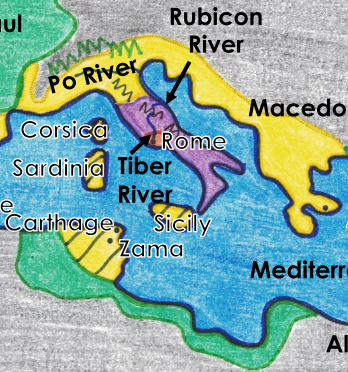 Rubicon
River
ul
Po River
Macedo
Corsica
Rome
Sardinia
Tiber
River
e
Carthage
Sicily
Zama
Mediterr
Al